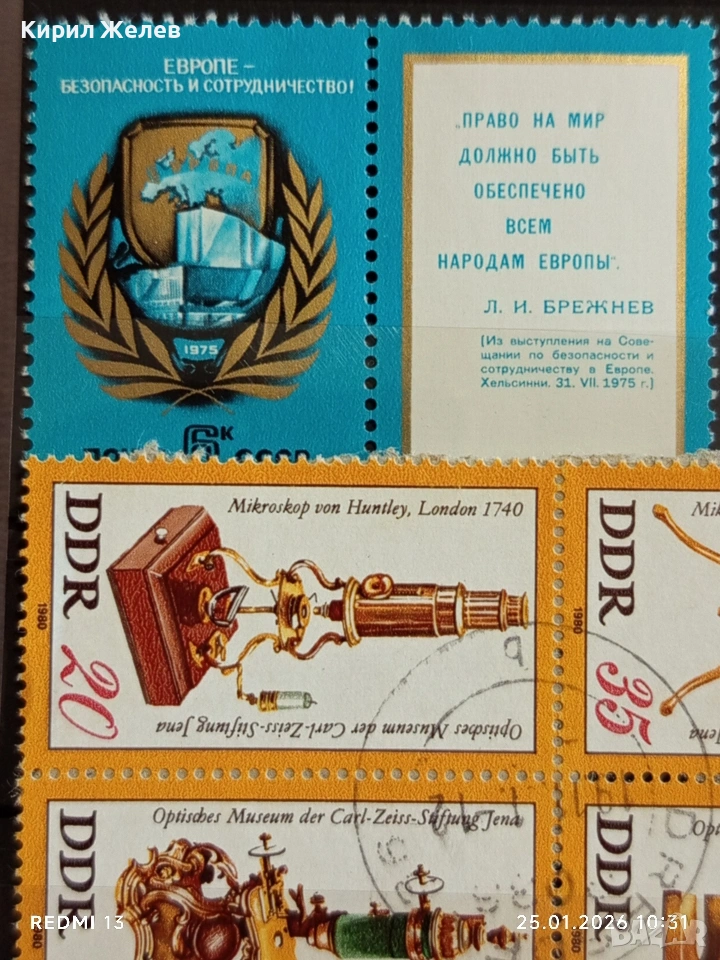 Кирил Желев
ЕВРОПЕ –
БЕЗОПАСНОСТЬ И СОТРУДНИЧЕСТВО!
1975
6К
„ПРАВО НА МИР
ДОЛЖНО БЫТЬ
ОБЕСПЕЧЕНО
ВСЕМ
НАРОДАМ ЕВРОПЫ“.
Л. И. БРЕЖНЕВ
(Из выступления на Сове-
щании по безопасности и
сотрудничеству в Европе.
Хельсинки. 31. VII. 1975 г.)
Mikroskop von Huntley, London 1740
DDR
1980
20
Optisches Museum der Carl-Zeiss-Stiftung Jena
DDR
1980
35
Jena
Optisches Museum der Carl-Zeiss-Stiftung Jena
DDR
1980
DDR
REDMI 13
25.01.2026 10:31
BAZAR